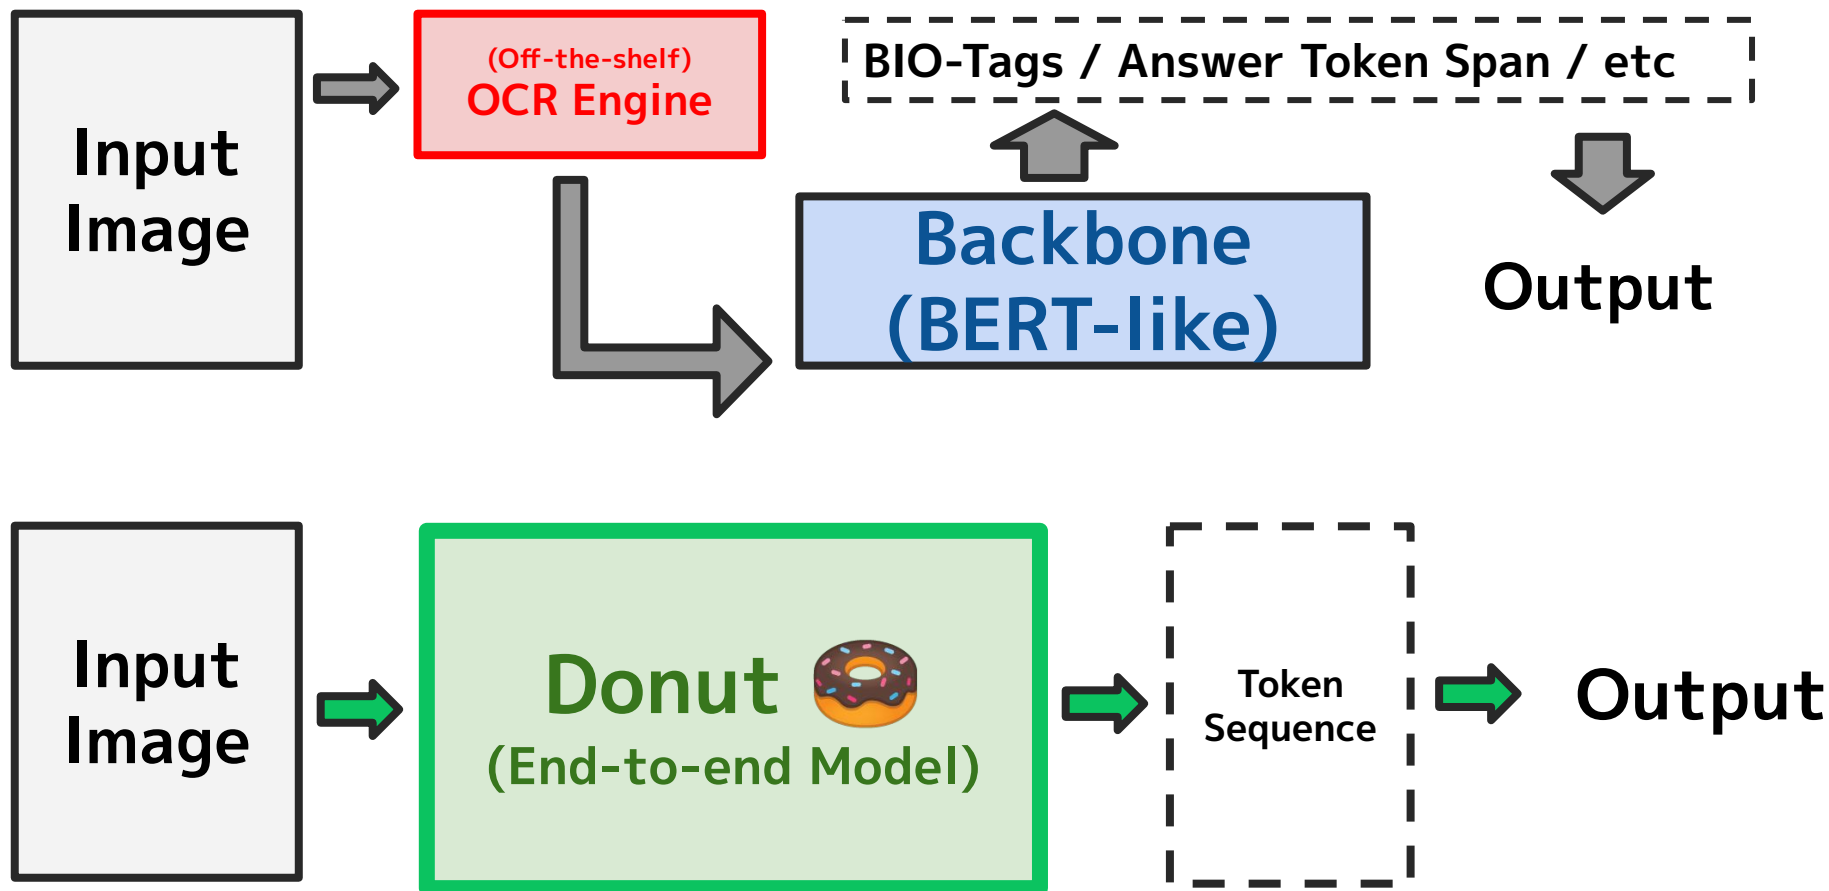 Input
Image
(Off-the-shelf)
OCR Engine
BIO-Tags / Answer Token Span / etc
Backbone
(BERT-like)
Output
Input
Image
Donut
(End-to-end Model)
Token
Sequence
Output